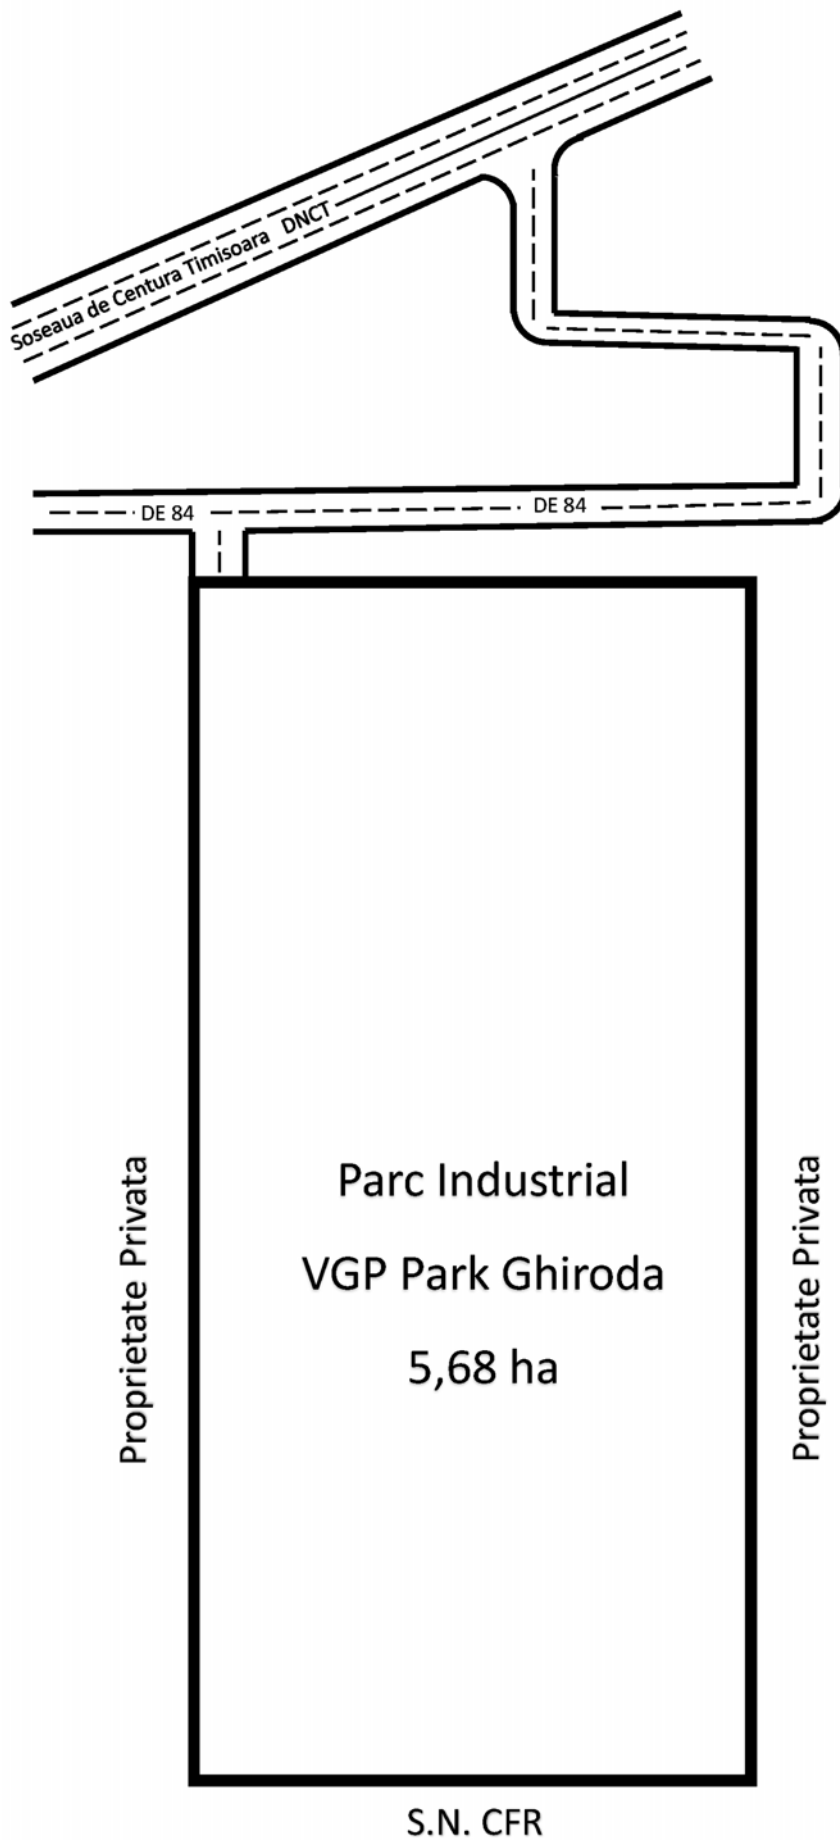 Soseaua de Centura Timisoara DNCT
DE 84
DE 84
Parc Industrial
VGP Park Ghiroda
5,68 ha
Proprietate Privata
Proprietate Privata
S.N. CFR